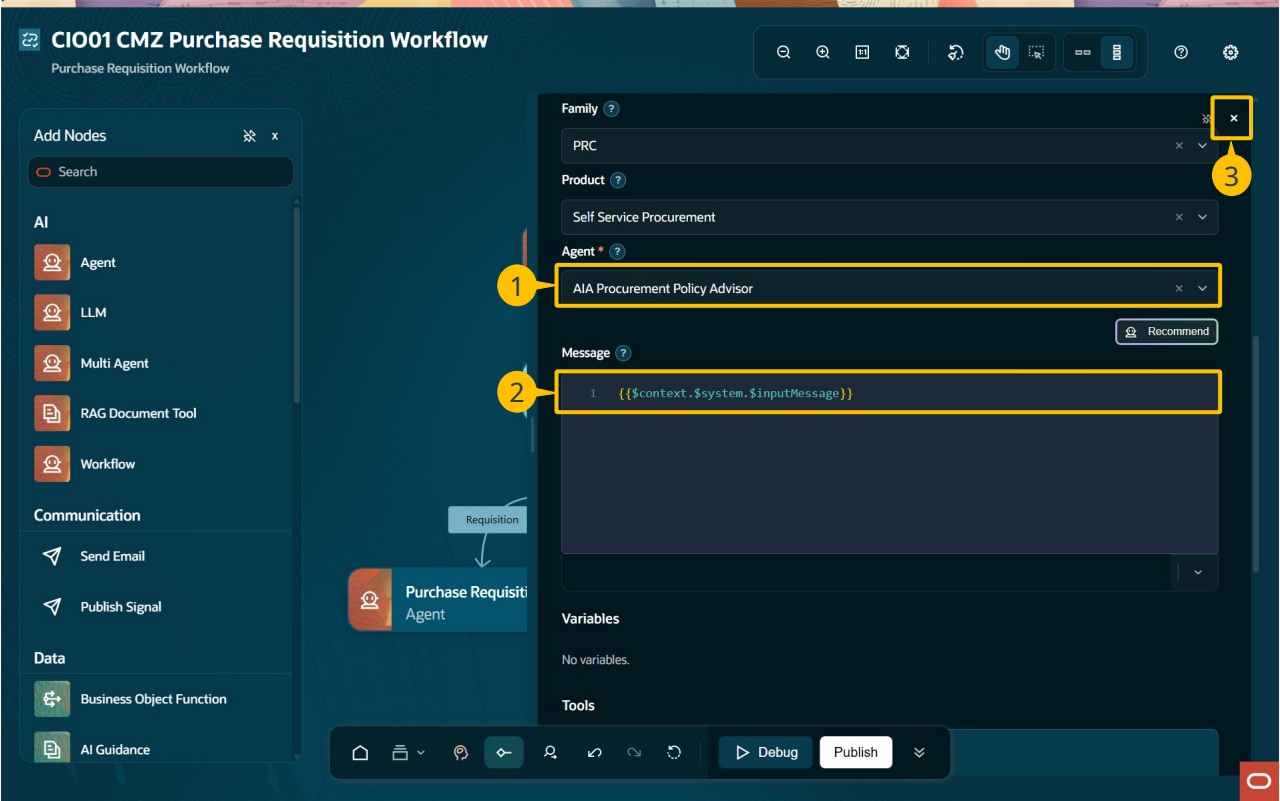 CIO01 CMZ Purchase Requisition Workflow
Purchase Requisition Workflow
1:1
Add Nodes
x
Search
AI
Agent
LLM
Multi Agent
RAG Document Tool
Workflow
Communication
Send Email
Publish Signal
Data
Business Object Function
AI Guidance
Requisition
Purchase Requisiti
Agent
Family ?
PRC
3
Product ?
Self Service Procurement
Agent * ?
1
AIA Procurement Policy Advisor
Recommend
Message ?
2
1 {{$context.$system.$inputMessage}}
Variables
No variables.
Tools
Debug
Publish